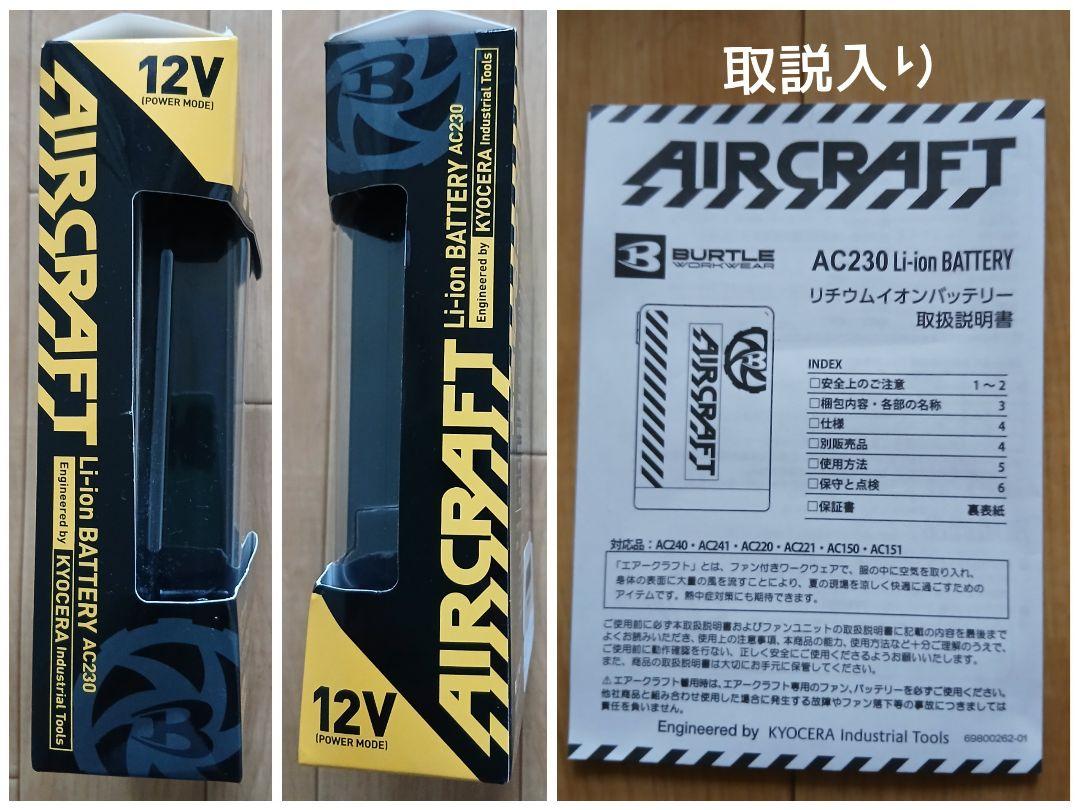 12V
(POWER MODE)
AIRCRAFT
Li-ion BATTERY AC230
Engineered by KYOCERA Industrial Tools
B
B
AIRCRAFT
Li-ion BATTERY AC230
Engineered by KYOCERA Industrial Tools
12V
(POWER MODE)
取説入り
AIRCRAFT
B BURTLE
WORKWEAR
AC230 Li-ion BATTERY
リチウムイオンバッテリー
取扱説明書
B
AIRCRAFT
INDEX
□安全上のご注意 1～2
□梱包内容・各部の名称 3
□仕様 4
□別販売品 4
□使用方法 5
□保守と点検 6
□保証書 裏表紙
対応品：AC240・AC241・AC220・AC221・AC150・AC151
「エアークラフト」とは、ファン付きワークウェアで、服の中に空気を取り入れ、
身体の表面に大量の風を流すことにより、夏の現場を涼しく快適に過ごすための
アイテムです。熱中症対策にも期待できます。
ご使用前に必ず本取扱説明書およびファンユニットの取扱説明書に記載の内容を最後まで
よくお読みいただき、使用上の注意事項、本商品の能力、使用方法など十分ご理解のうえで、
ご使用前に動作確認を行ない、正しく安全にご使用くださるようお願いいたします。
また、商品の取扱説明書は大切にお手元に保管してください。
⚠エアークラフト着用時は、エアークラフト専用のファン、バッテリーを必ずご使用ください。
他社商品と組み合わせ使用した場合に発生する故障やファン落下等の事故につきましては
責任を負いません。
Engineered by KYOCERA Industrial Tools 69800262-01